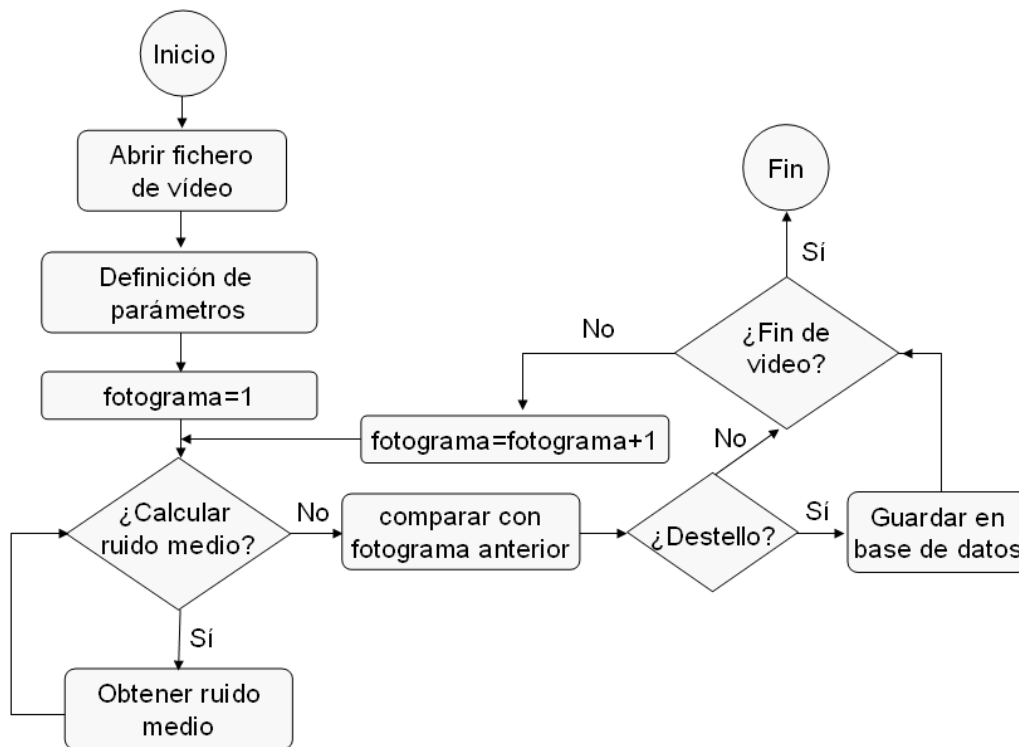 Inicio
Abrir fichero
de vídeo
Definición de
parámetros
fotograma=1
¿Calcular
ruido medio?
Sí
Obtener ruido
medio
No
comparar con
fotograma anterior
¿Destello?
Sí
Guardar en
base de datos
No
¿Fin de
video?
No
fotograma=fotograma+1
Sí
Fin